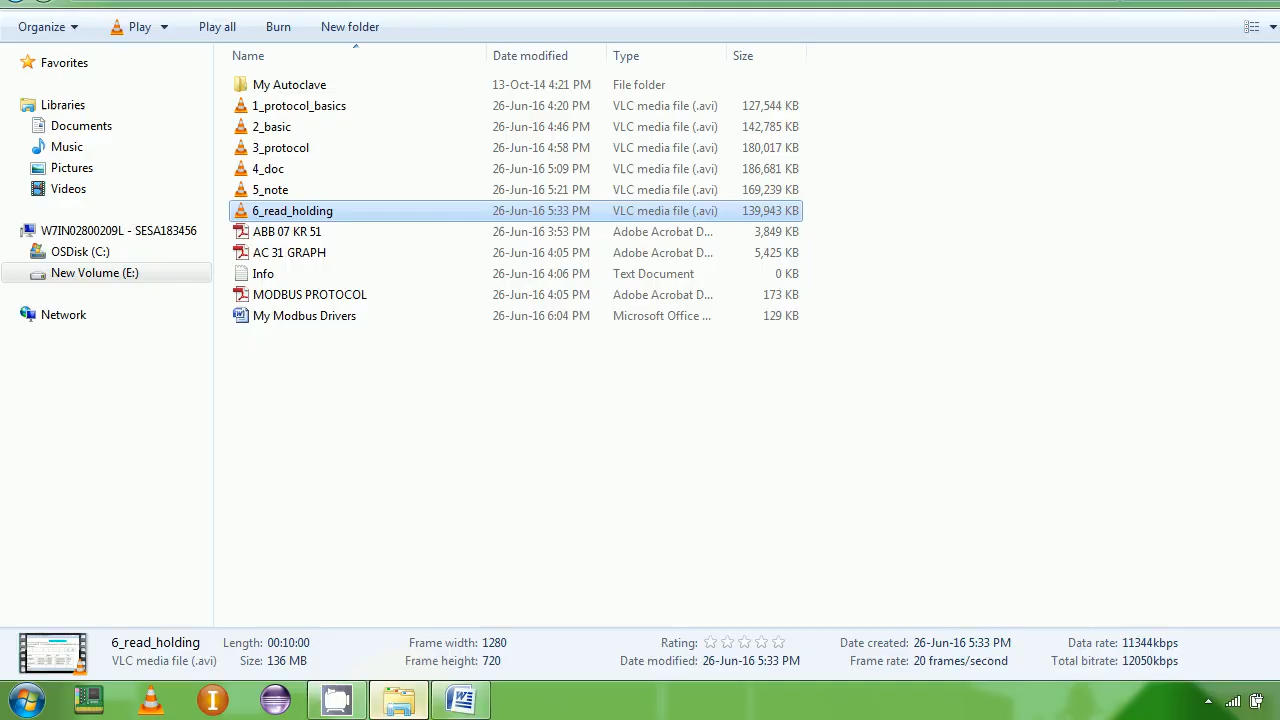 Organize Play Play all Burn New folder
Name Date modified Type Size
Favorites
Libraries
Documents
Music
Pictures
Videos
W7IN02800209L - SESA183456
OSDisk (C:)
New Volume (E:)
Network
My Autoclave 13-Oct-14 4:21 PM File folder
1_protocol_basics 26-Jun-16 4:20 PM VLC media file (.avi) 127,544 KB
2_basic 26-Jun-16 4:46 PM VLC media file (.avi) 142,785 KB
3_protocol 26-Jun-16 4:58 PM VLC media file (.avi) 180,017 KB
4_doc 26-Jun-16 5:09 PM VLC media file (.avi) 186,681 KB
5_note 26-Jun-16 5:21 PM VLC media file (.avi) 169,239 KB
6_read_holding 26-Jun-16 5:33 PM VLC media file (.avi) 139,943 KB
ABB 07 KR 51 26-Jun-16 3:53 PM Adobe Acrobat D... 3,849 KB
AC 31 GRAPH 26-Jun-16 4:05 PM Adobe Acrobat D... 5,425 KB
Info 26-Jun-16 4:06 PM Text Document 0 KB
MODBUS PROTOCOL 26-Jun-16 4:05 PM Adobe Acrobat D... 173 KB
My Modbus Drivers 26-Jun-16 6:04 PM Microsoft Office ... 129 KB
6_read_holding Length: 00:10:00 Frame width: 1280 Rating: Date created: 26-Jun-16 5:33 PM Data rate: 11344kbps
VLC media file (.avi) Size: 136 MB Frame height: 720 Date modified: 26-Jun-16 5:33 PM Frame rate: 20 frames/second Total bitrate: 12050kbps